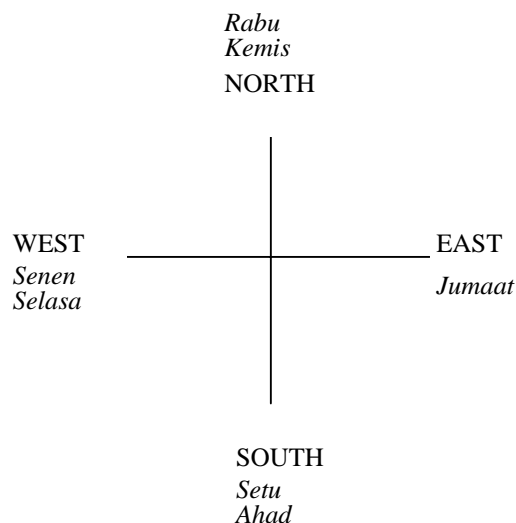 Rabu
Kemis
NORTH
WEST
Senen
Selasa
EAST
Jumaat
SOUTH
Setu
Ahad